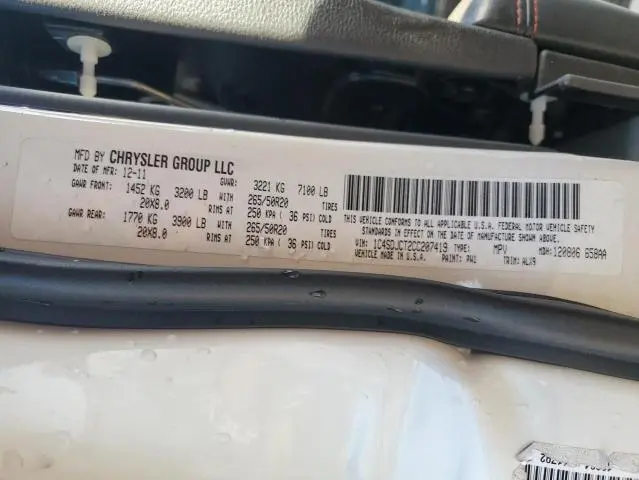 MFD BY CHRYSLER GROUP LLC
DATE OF MFR: 12-11 GVWR: 3221 KG 7100 LB
GAWR FRONT: 1452 KG 3200 LB WITH 265/50R20 TIRES
20X8.0 RIMS AT 250 KPA ( 36 PSI) COLD
GAWR REAR: 1770 KG 3900 LB WITH 265/50R20 TIRES
20X8.0 RIMS AT 250 KPA ( 36 PSI) COLD
THIS VEHICLE CONFORMS TO ALL APPLICABLE U.S.A. FEDERAL MOTOR VEHICLE SAFETY
STANDARDS IN EFFECT ON THE DATE OF MANUFACTURE SHOWN ABOVE.
VIN: 1C4SDJCT2CC207419 TYPE: MPV MDH: 120806 858AA
VEHICLE MADE IN U.S.A. PAINT: PW1 TRIM: ALX9